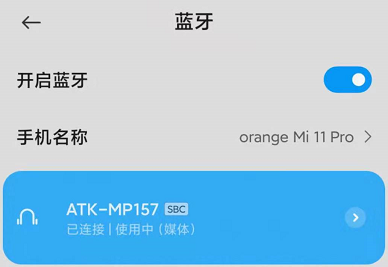 蓝牙
开启蓝牙
手机名称 orange Mi 11 Pro
ATK-MP157 SBC
已连接 | 使用中 (媒体)